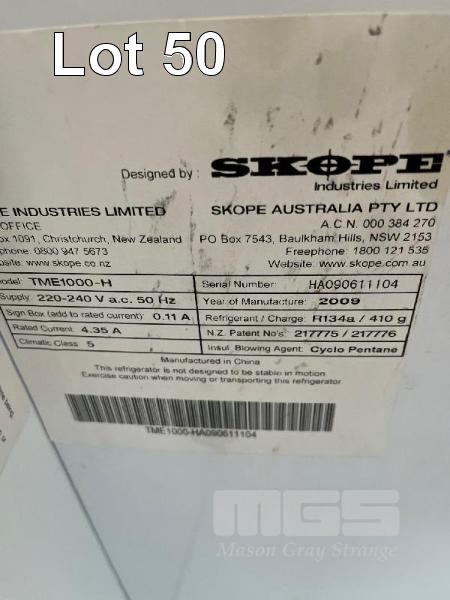 Lot 50
Designed by : SKOPE
Industries Limited
E INDUSTRIES LIMITED
OFFICE
ox 1091, Christchurch, New Zealand
ephone: 0800 947 5673
site: www.skope.co.nz
SKOPE AUSTRALIA PTY LTD
A.C.N. 000 384 270
PO Box 7543, Baulkham Hills, NSW 2153
Freephone: 1800 121 535
Website: www.skope.com.au
odel: TME1000-H
Serial Number: HA090611104
Supply: 220-240 V a.c. 50 Hz
Year of Manufacture: 2009
Sign Box (add to rated current): 0.11 A
Refrigerant / Charge: R134a / 410 g
Rated Current: 4.35 A
N.Z. Patent No's: 217775 / 217776
Climatic Class 5
Insul. Blowing Agent: Cyclo Pentane
Manufactured in China
This refrigerator is not designed to be stable in motion
Exercise caution when moving or transporting this refrigerator
TME1000-HA090611104
MGS
Mason Gray Strange